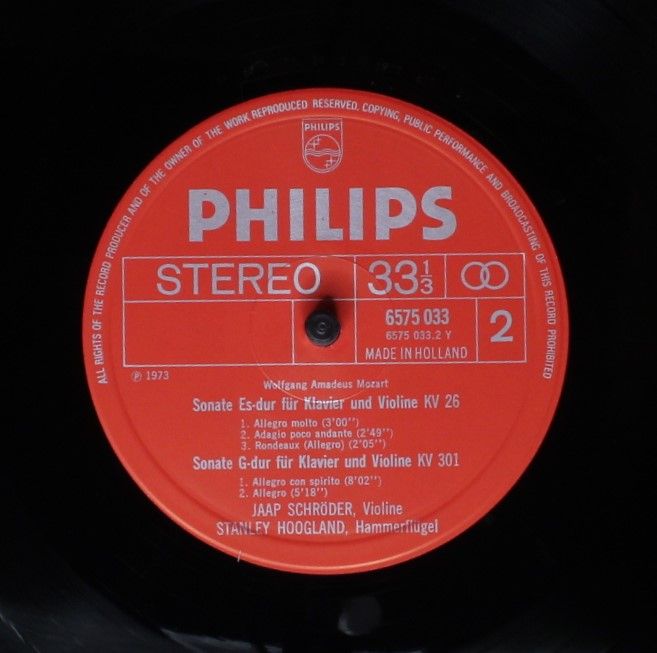 ALL RIGHTS OF THE RECORD PRODUCER AND OF THE OWNER OF THE WORK REPRODUCED RESERVED, COPYING, PUBLIC PERFORMANCE AND BROADCASTING OF THIS RECORD PROHIBITED
PHILIPS
PHILIPS
STEREO 33 1/3
6575 033
6575 033.2 Y
MADE IN HOLLAND
2
℗ 1973
Wolfgang Amadeus Mozart
Sonate Es-dur für Klavier und Violine KV 26
1. Allegro molto (3'00'')
2. Adagio poco andante (2'49'')
3. Rondeaux (Allegro) (2'05'')
Sonate G-dur für Klavier und Violine KV 301
1. Allegro con spirito (8'02'')
2. Allegro (5'18'')
JAAP SCHRÖDER, Violine
STANLEY HOOGLAND, Hammerflügel